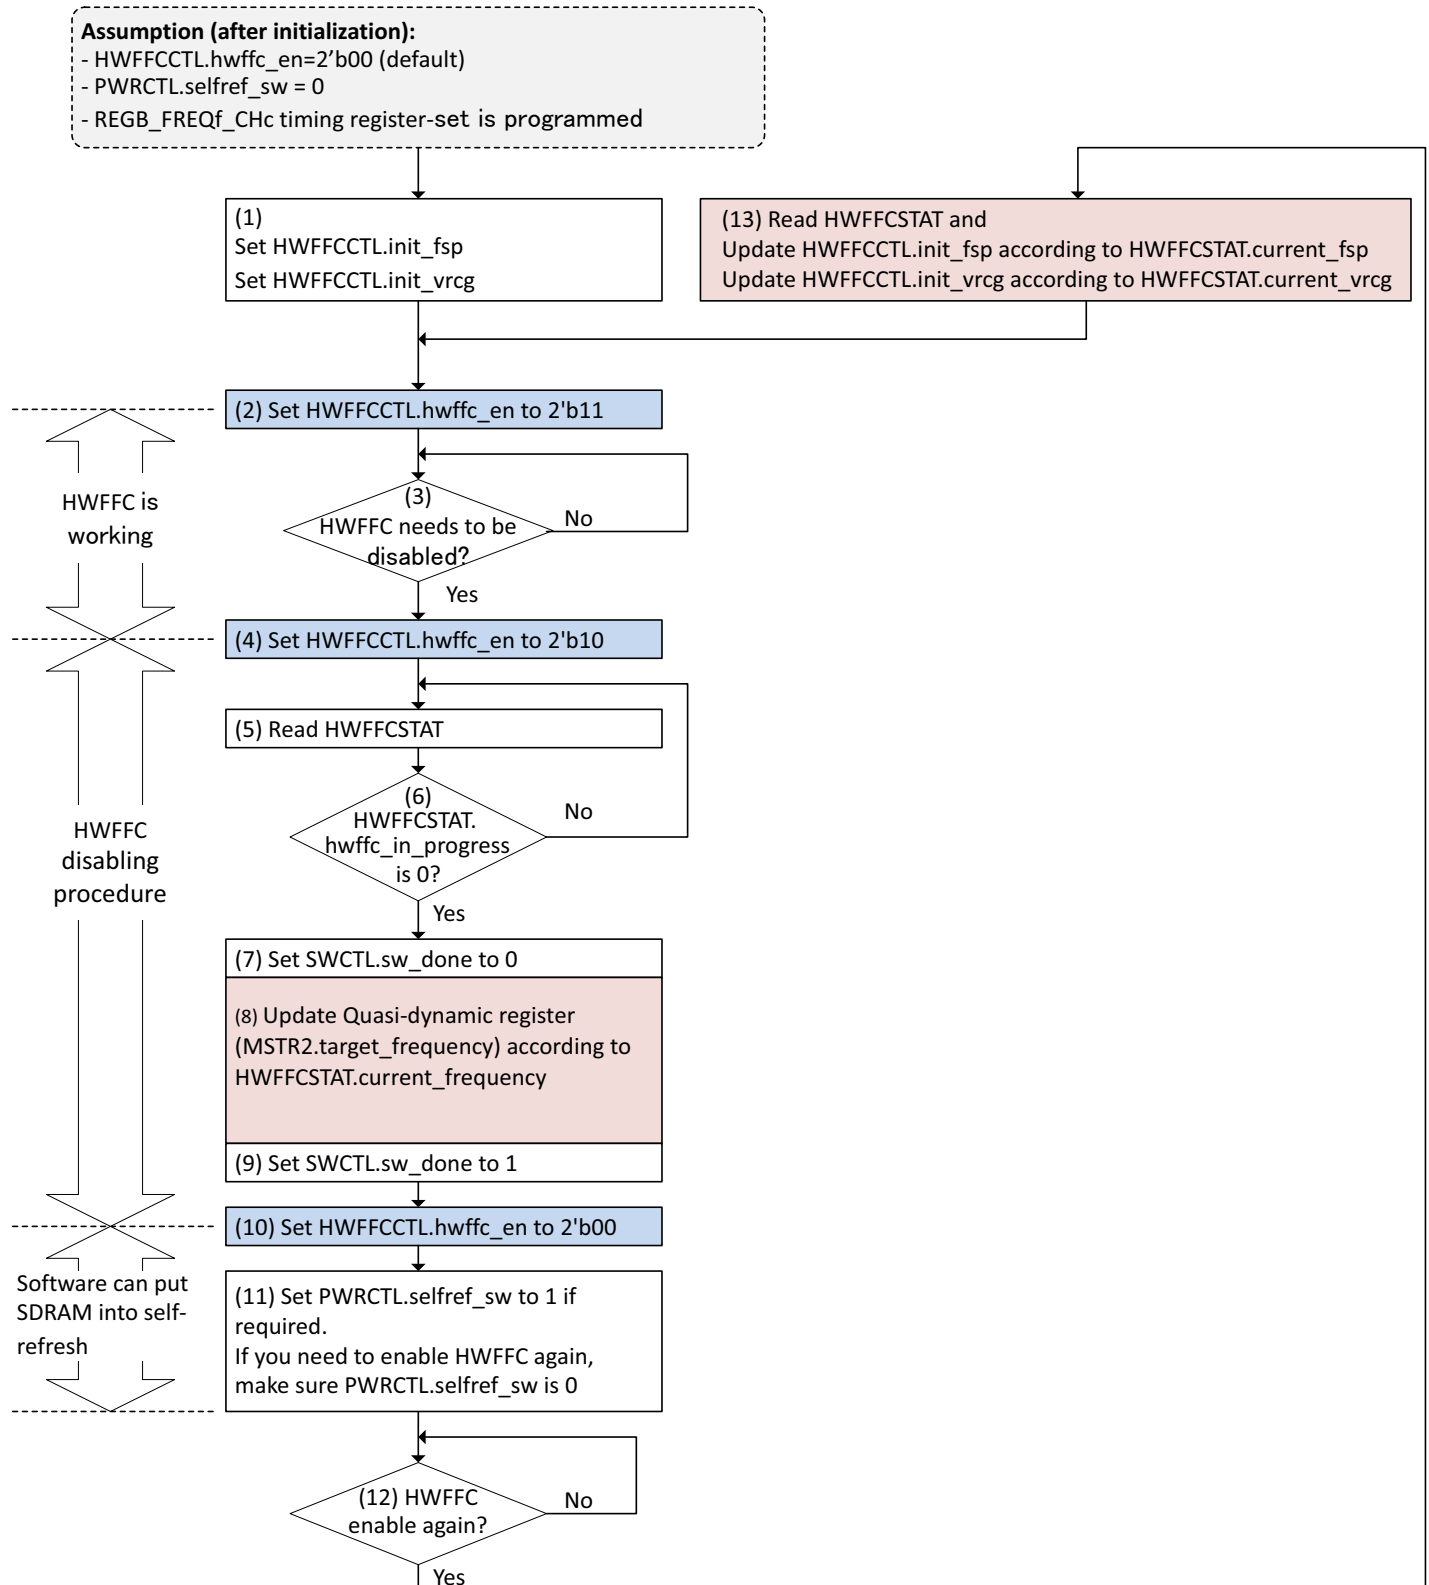 Assumption (after initialization):
- HWFFCCTL.hwffc_en=2’b00 (default)
- PWRCTL.selfref_sw = 0
- REGB_FREQf_CHc timing register-set is programmed
(1)
Set HWFFCCTL.init_fsp
Set HWFFCCTL.init_vrcg
(13) Read HWFFCSTAT and
Update HWFFCCTL.init_fsp according to HWFFCSTAT.current_fsp
Update HWFFCCTL.init_vrcg according to HWFFCSTAT.current_vrcg
(2) Set HWFFCCTL.hwffc_en to 2'b11
HWFFC is
working
(3)
HWFFC needs to be
disabled?
No
Yes
(4) Set HWFFCCTL.hwffc_en to 2'b10
(5) Read HWFFCSTAT
(6)
HWFFCSTAT.
hwffc_in_progress
is 0?
No
Yes
HWFFC
disabling
procedure
(7) Set SWCTL.sw_done to 0
(8) Update Quasi-dynamic register
(MSTR2.target_frequency) according to
HWFFCSTAT.current_frequency
(9) Set SWCTL.sw_done to 1
(10) Set HWFFCCTL.hwffc_en to 2'b00
Software can put
SDRAM into self-
refresh
(11) Set PWRCTL.selfref_sw to 1 if
required.
If you need to enable HWFFC again,
make sure PWRCTL.selfref_sw is 0
(12) HWFFC
enable again?
No
Yes